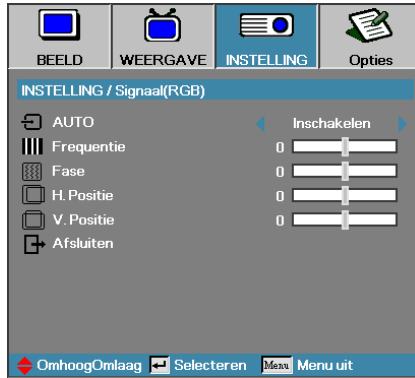 BEELD WEERGAVE INSTELLING Opties
INSTELLING / Signaal(RGB)
AUTO Inschakelen
Frequentie 0
Fase 0
H. Positie 0
V. Positie 0
Afsluiten
OmhoogOmlaag Selecteren Menu Menu uit